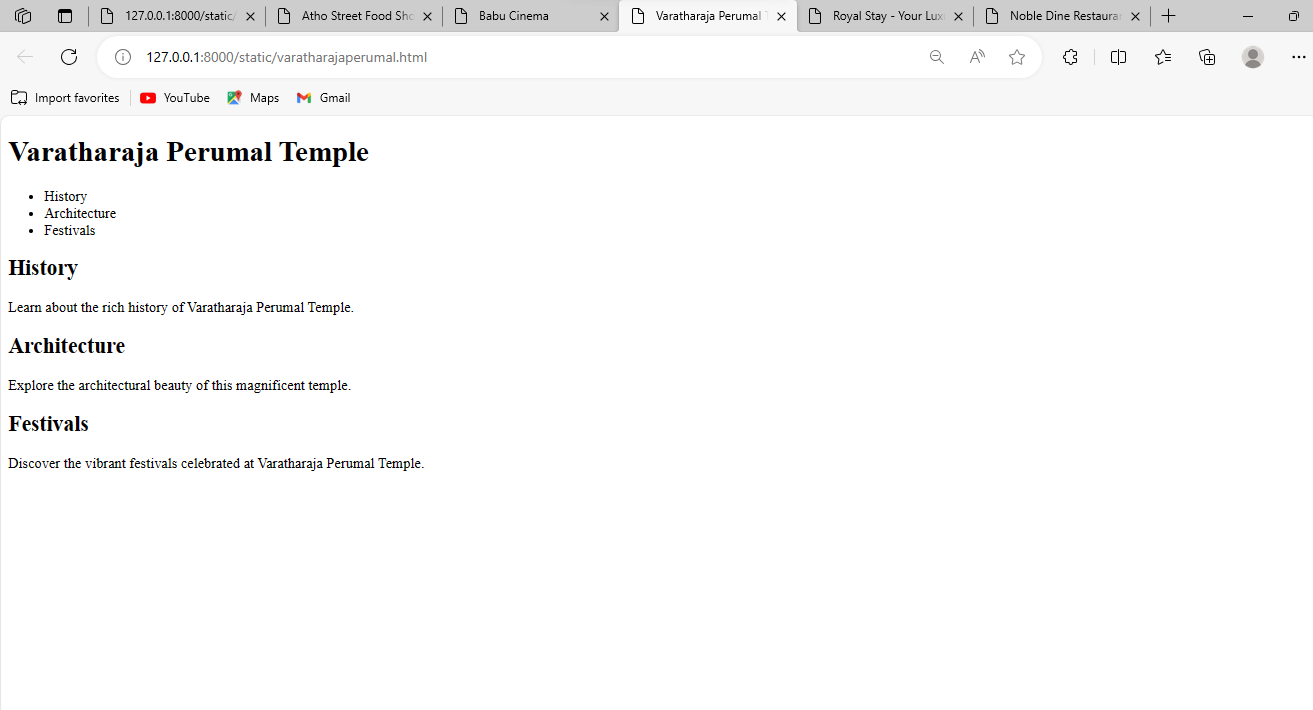 127.0.0.1:8000/static/
Atho Street Food Sho
Babu Cinema
Varatharaja Perumal T
Royal Stay - Your Lux
Noble Dine Restaura
127.0.0.1:8000/static/varatharajaperumal.html
Import favorites
YouTube
Maps
Gmail
Varatharaja Perumal Temple
• History
• Architecture
• Festivals
History
Learn about the rich history of Varatharaja Perumal Temple.
Architecture
Explore the architectural beauty of this magnificent temple.
Festivals
Discover the vibrant festivals celebrated at Varatharaja Perumal Temple.